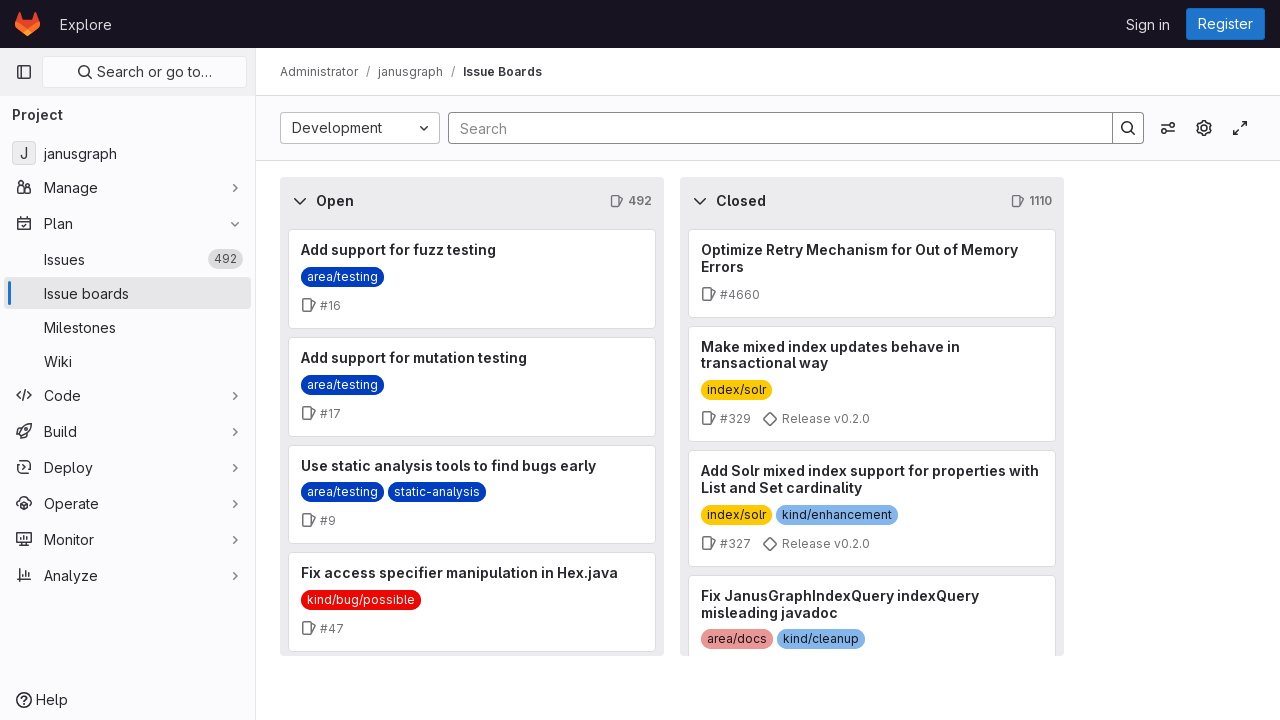 Explore
Sign in
Register
Search or go to…
Administrator / janusgraph / Issue Boards
Project
J janusgraph
Manage
Plan
Issues 492
Issue boards
Milestones
Wiki
Code
Build
Deploy
Operate
Monitor
Analyze
Help
Development
Search
Open 492
Add support for fuzz testing
area/testing
#16
Add support for mutation testing
area/testing
#17
Use static analysis tools to find bugs early
area/testing static-analysis
#9
Fix access specifier manipulation in Hex.java
kind/bug/possible
#47
Closed 1110
Optimize Retry Mechanism for Out of Memory
Errors
#4660
Make mixed index updates behave in
transactional way
index/solr
#329 Release v0.2.0
Add Solr mixed index support for properties with
List and Set cardinality
index/solr kind/enhancement
#327 Release v0.2.0
Fix JanusGraphIndexQuery indexQuery
misleading javadoc
area/docs kind/cleanup